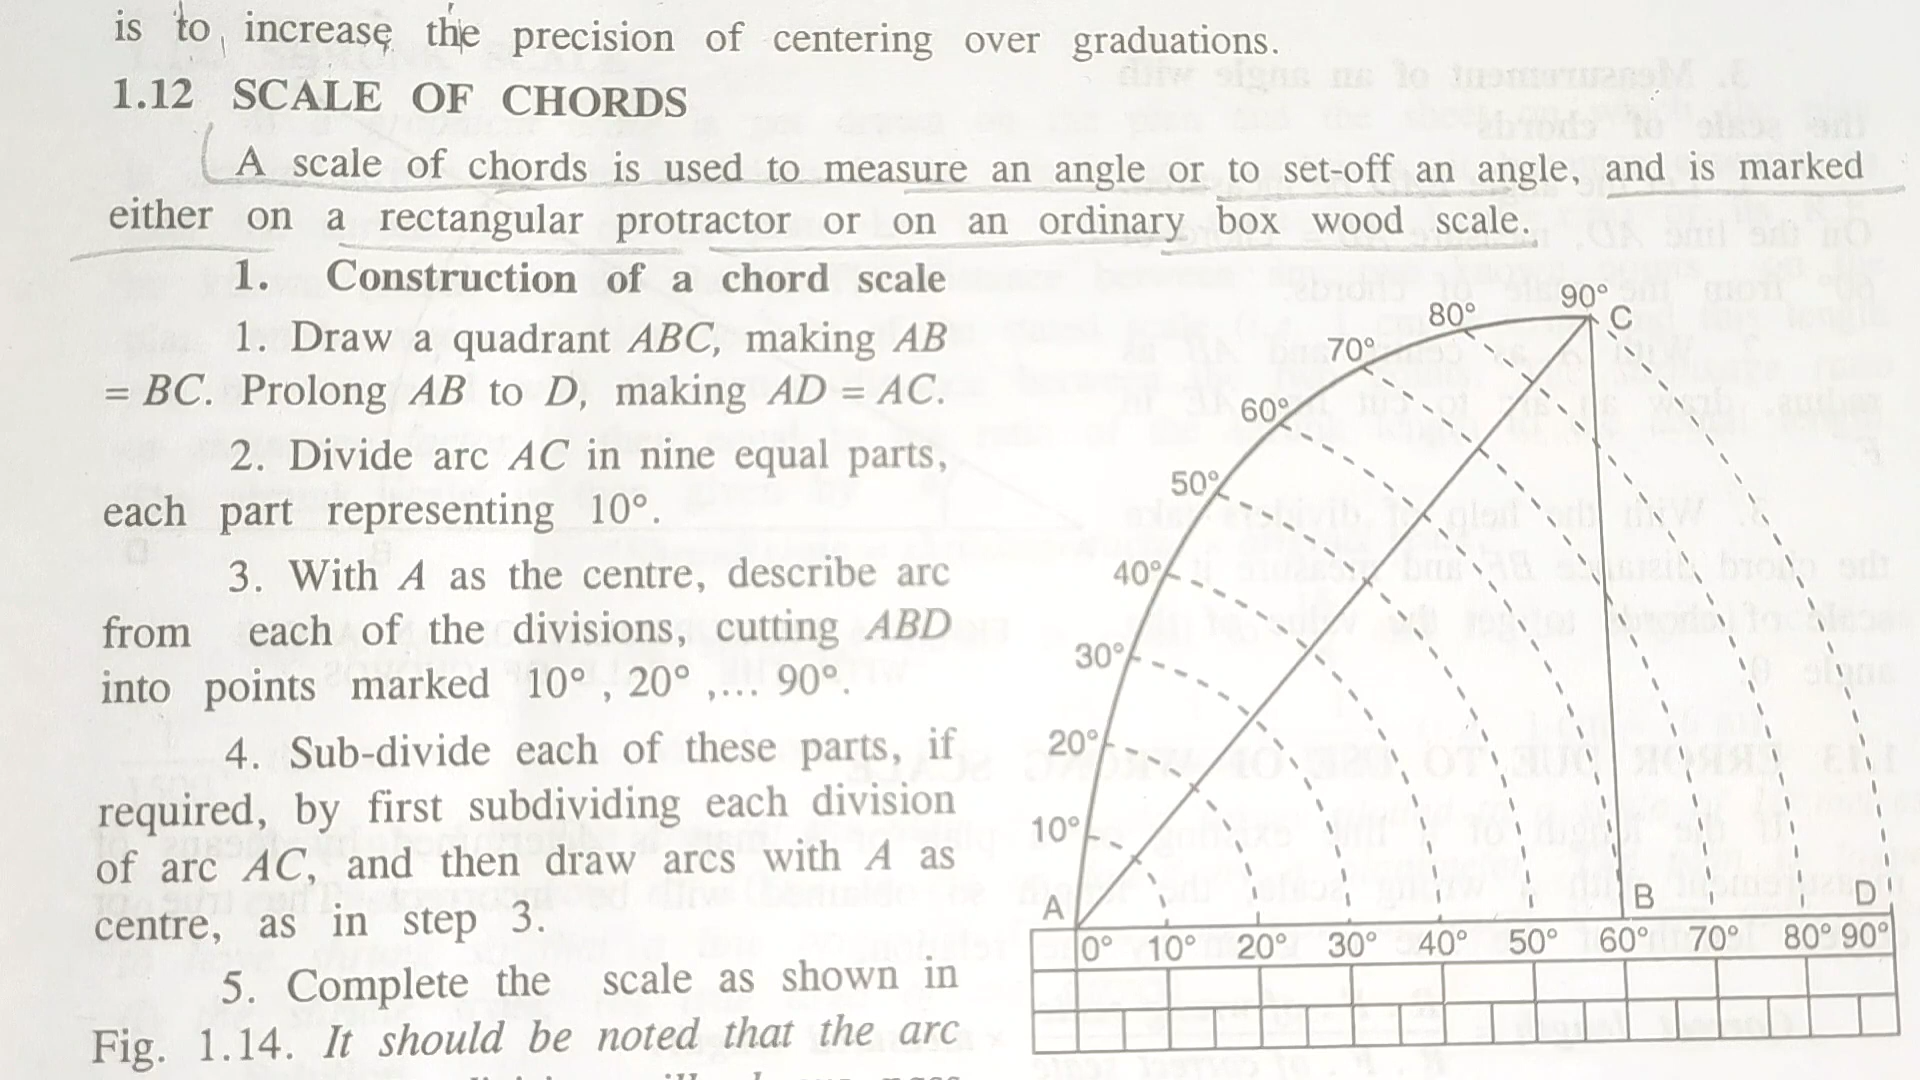 is to increase the precision of centering over graduations.
1.12 SCALE OF CHORDS
A scale of chords is used to measure an angle or to set-off an angle, and is marked
either on a rectangular protractor or on an ordinary box wood scale.
1. Construction of a chord scale
1. Draw a quadrant ABC, making AB
= BC. Prolong AB to D, making AD = AC.
2. Divide arc AC in nine equal parts,
each part representing 10°.
3. With A as the centre, describe arc
from each of the divisions, cutting ABD
into points marked 10° , 20° ,... 90°.
4. Sub-divide each of these parts, if
required, by first subdividing each division
of arc AC, and then draw arcs with A as
centre, as in step 3.
5. Complete the scale as shown in
Fig. 1.14. It should be noted that the arc
90°
C
80°
70°
60°
50°
40°
30°
20°
10°
A
B
D
0° 10° 20° 30° 40° 50° 60° 70° 80° 90°